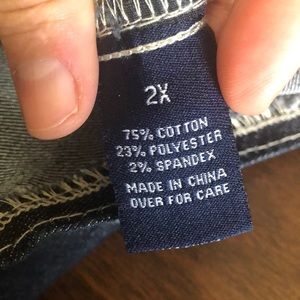 2X
75% COTTON
23% POLYESTER
2% SPANDEX
MADE IN CHINA
OVER FOR CARE